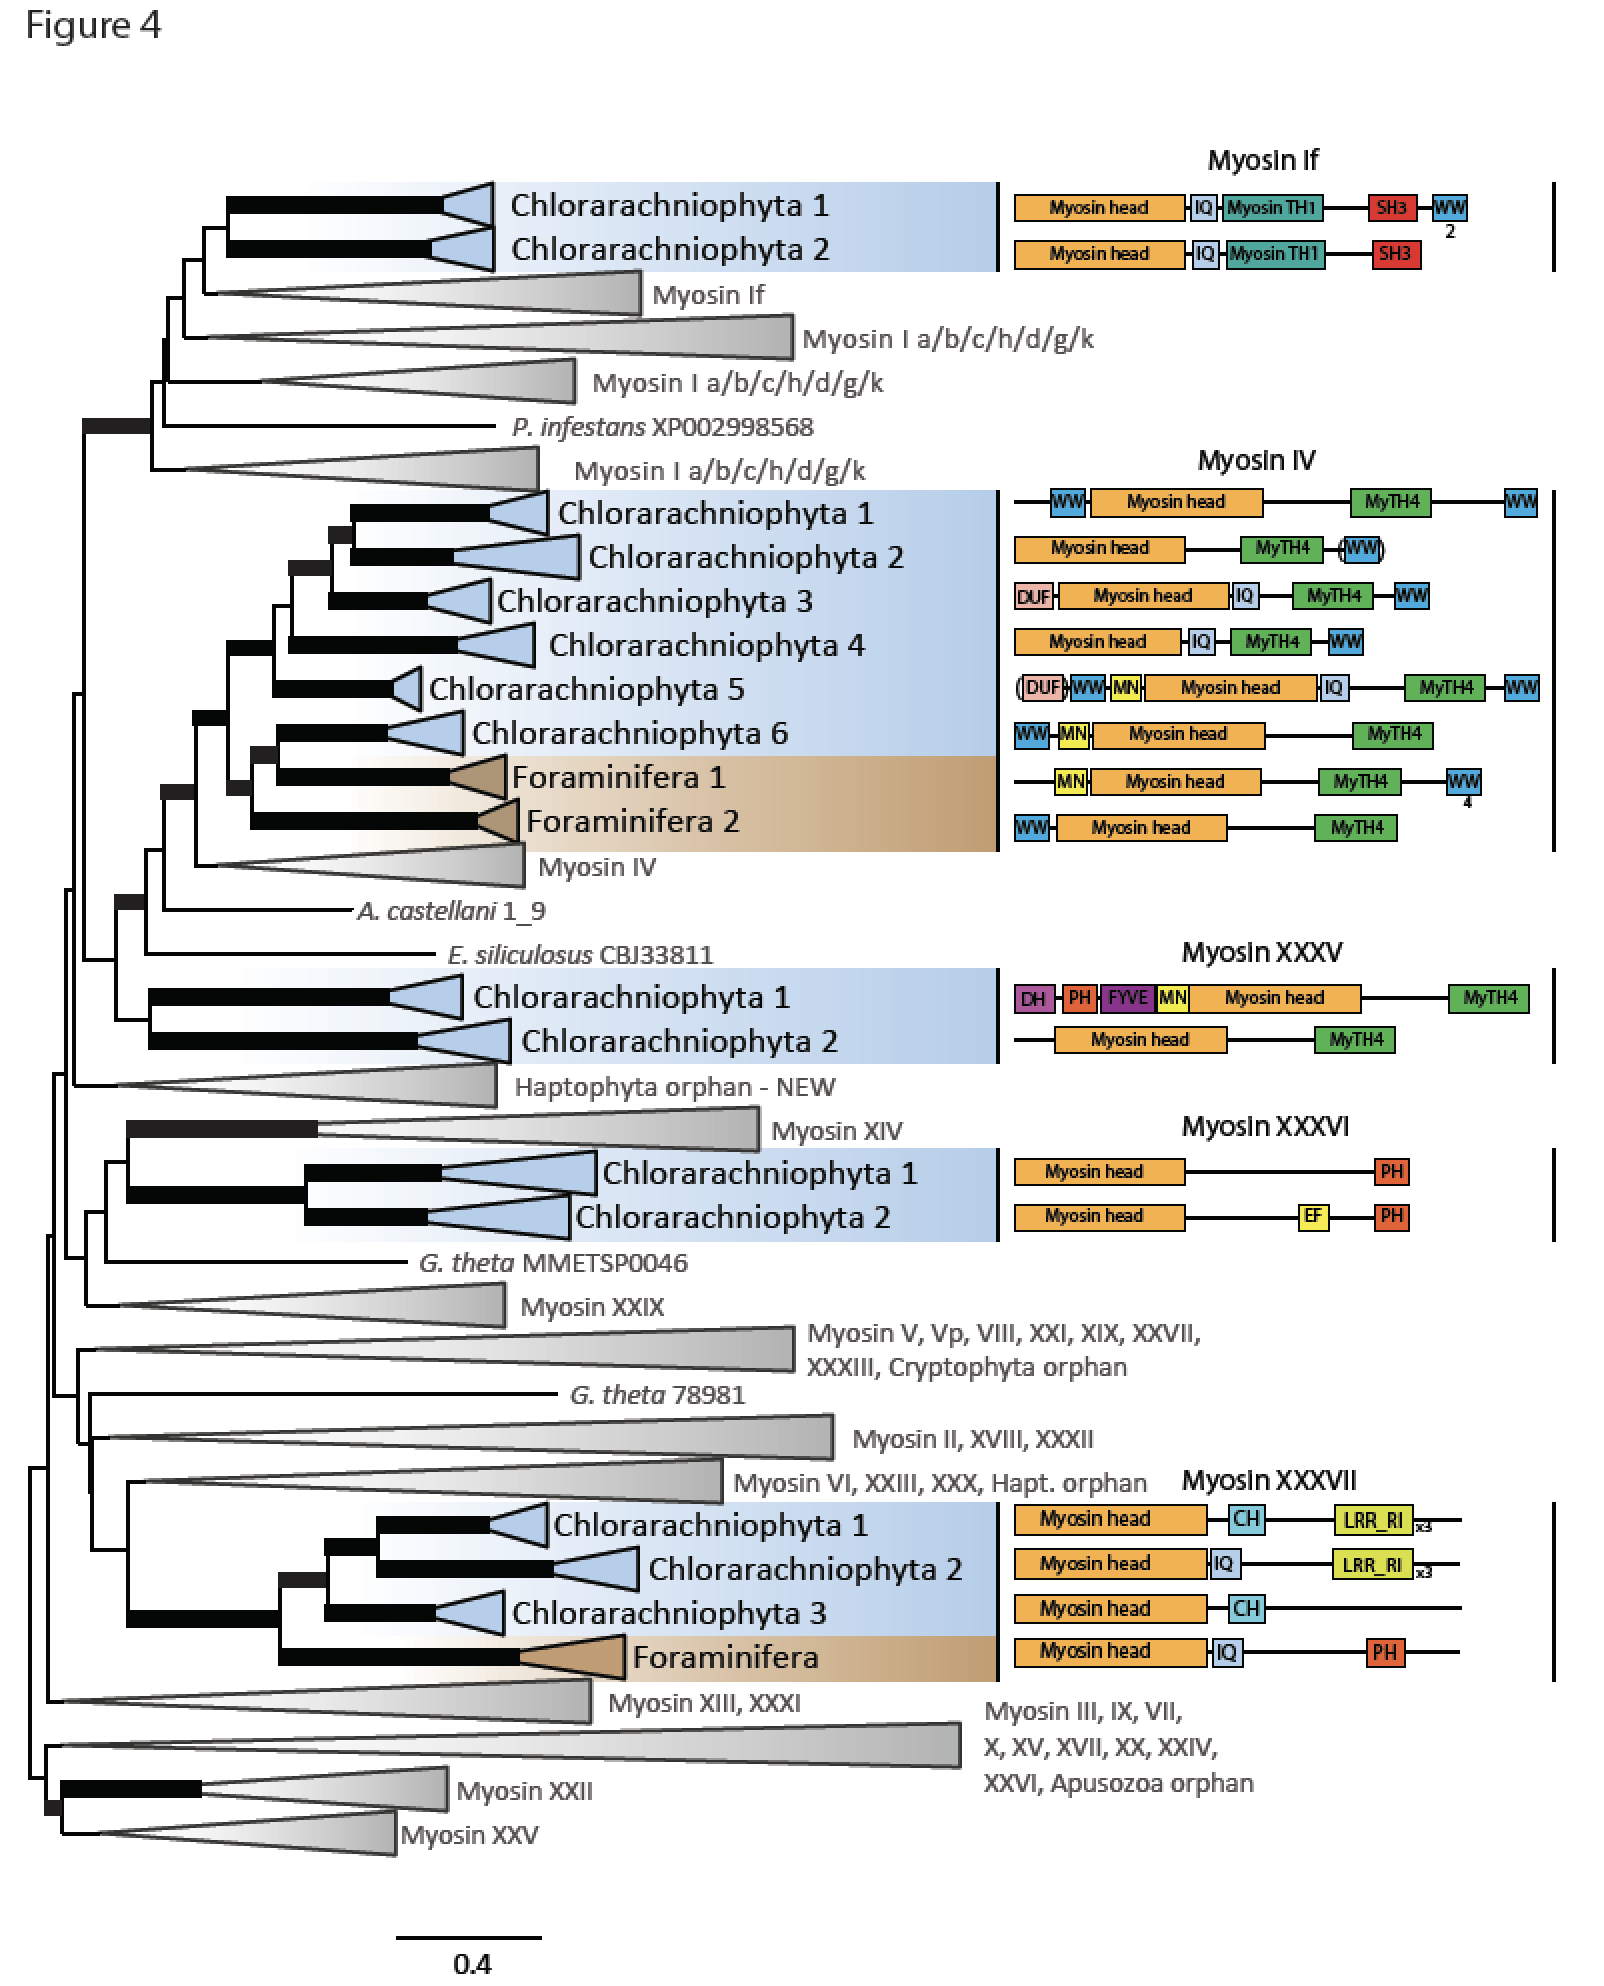 Figure 4
Myosin If
Chlorarachniophyta 1 Myosin head IQ Myosin TH1 SH3 WW
2
Chlorarachniophyta 2 Myosin head IQ Myosin TH1 SH3
Myosin If
Myosin I a/b/c/h/d/g/k
Myosin I a/b/c/h/d/g/k
P. infestans XP002998568
Myosin IV
Myosin I a/b/c/h/d/g/k
Chlorarachniophyta 1 WW Myosin head MyTH4 WW
Chlorarachniophyta 2 Myosin head MyTH4 (WW)
Chlorarachniophyta 3 DUF Myosin head IQ MyTH4 WW
Chlorarachniophyta 4 Myosin head IQ MyTH4 WW
Chlorarachniophyta 5 (DUF) WW MN Myosin head IQ MyTH4 WW
Chlorarachniophyta 6 WW MN Myosin head MyTH4
Foraminifera 1 MN Myosin head MyTH4 WW
4
Foraminifera 2 WW Myosin head MyTH4
Myosin IV
A. castellani 1_9
E. siliculosus CBJ33811
Myosin XXXV
Chlorarachniophyta 1 DH PH FYVE MN Myosin head MyTH4
Chlorarachniophyta 2 Myosin head MyTH4
Haptophyta orphan - NEW
Myosin XIV
Myosin XXXVI
Chlorarachniophyta 1 Myosin head PH
Chlorarachniophyta 2 Myosin head EF PH
G. theta MMETSP0046
Myosin XXIX
Myosin V, Vp, VIII, XXI, XIX, XXVII,
XXXIII, Cryptophyta orphan
G. theta 78981
Myosin II, XVIII, XXXII
Myosin VI, XXIII, XXX, Hapt. orphan
Myosin XXXVII
Chlorarachniophyta 1 Myosin head CH LRR_RI x3
Chlorarachniophyta 2 Myosin head IQ LRR_RI x3
Chlorarachniophyta 3 Myosin head CH
Foraminifera Myosin head IQ PH
Myosin XIII, XXXI
Myosin III, IX, VII,
X, XV, XVII, XX, XXIV,
XXVI, Apusozoa orphan
Myosin XXII
Myosin XXV
0.4